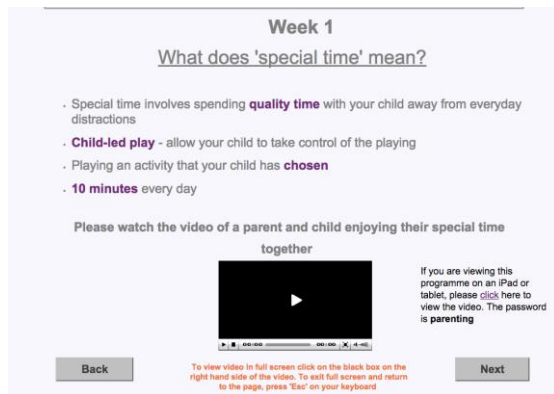 Week 1
What does 'special time' mean?
· Special time involves spending quality time with your child away from everyday
distractions
· Child-led play - allow your child to take control of the playing
· Playing an activity that your child has chosen
· 10 minutes every day
Please watch the video of a parent and child enjoying their special time
together
If you are viewing this
programme on an iPad or
tablet, please click here to
view the video. The password
is parenting
00:00 00:00
Back
To view video in full screen click on the black box on the
right hand side of the video. To exit full screen and return
to the page, press 'Esc' on your keyboard
Next